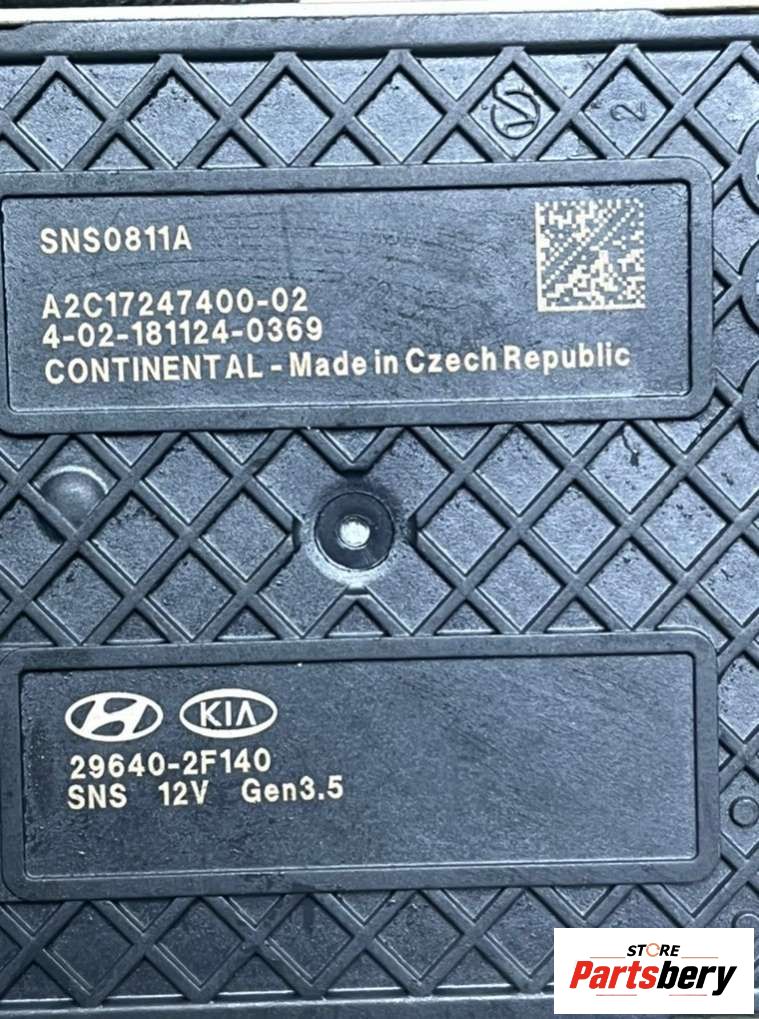 2
SNS0811A
A2C17247400-02
4-02-181124-0369
CONTINENTAL - Made in Czech Republic
KIA
29640-2F140
SNS 12V Gen3.5
STORE
Partsbery